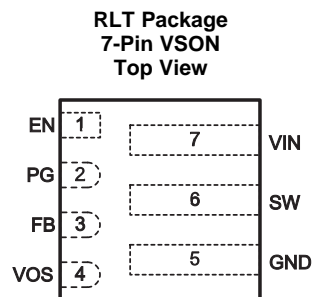 RLT Package
7-Pin VSON
Top View
EN 1 7 VIN
PG 2
6 SW
FB 3
5 GND
VOS 4